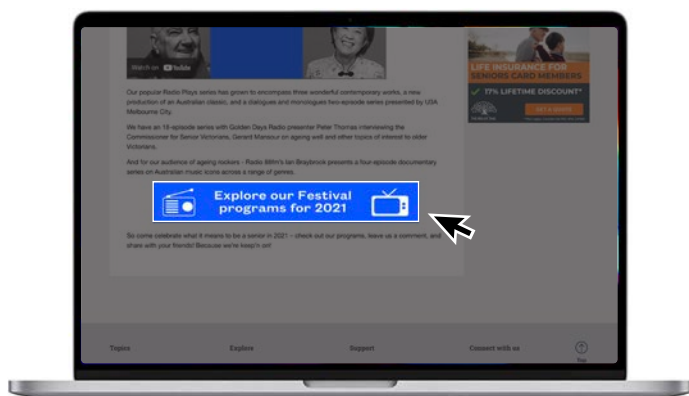 Watch on YouTube
LIFE INSURANCE FOR
SENIORS CARD MEMBERS
17% LIFETIME DISCOUNT*
GET A QUOTE
Our popular Radio Plays series has grown to encompass three wonderful contemporary works, a new
production of an Australian classic, and a dialogues and monologues two-episode series presented by U3A
Melbourne City.
We have an 18-episode series with Golden Days Radio presenter Peter Thomas interviewing the
Commissioner for Senior Victorians, Gerard Mansour on ageing well and other topics of interest to older
Victorians.
And for our audience of ageing rockers - Radio 88fm's Ian Braybrook presents a four-episode documentary
series on Australian music icons across a range of genres.
Explore our Festival
programs for 2021
So come celebrate what it means to be a senior in 2021 – check out our programs, leave us a comment, and
share with your friends! Because we're keep'n on!
Topics
Explore
Support
Connect with us
Top